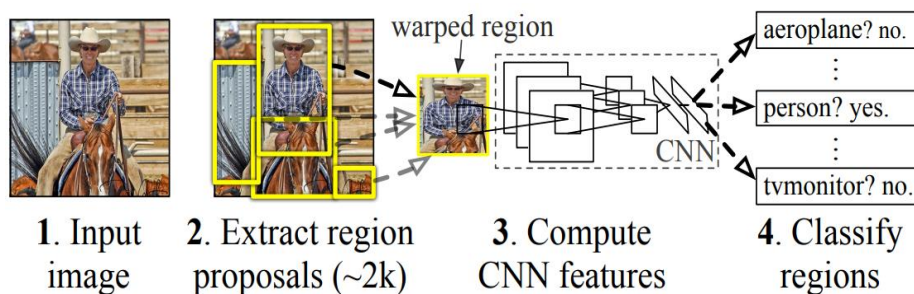 warped region
aeroplane? no.
person? yes.
CNN
tvmonitor? no.
1. Input image
2. Extract region proposals (~2k)
3. Compute CNN features
4. Classify regions